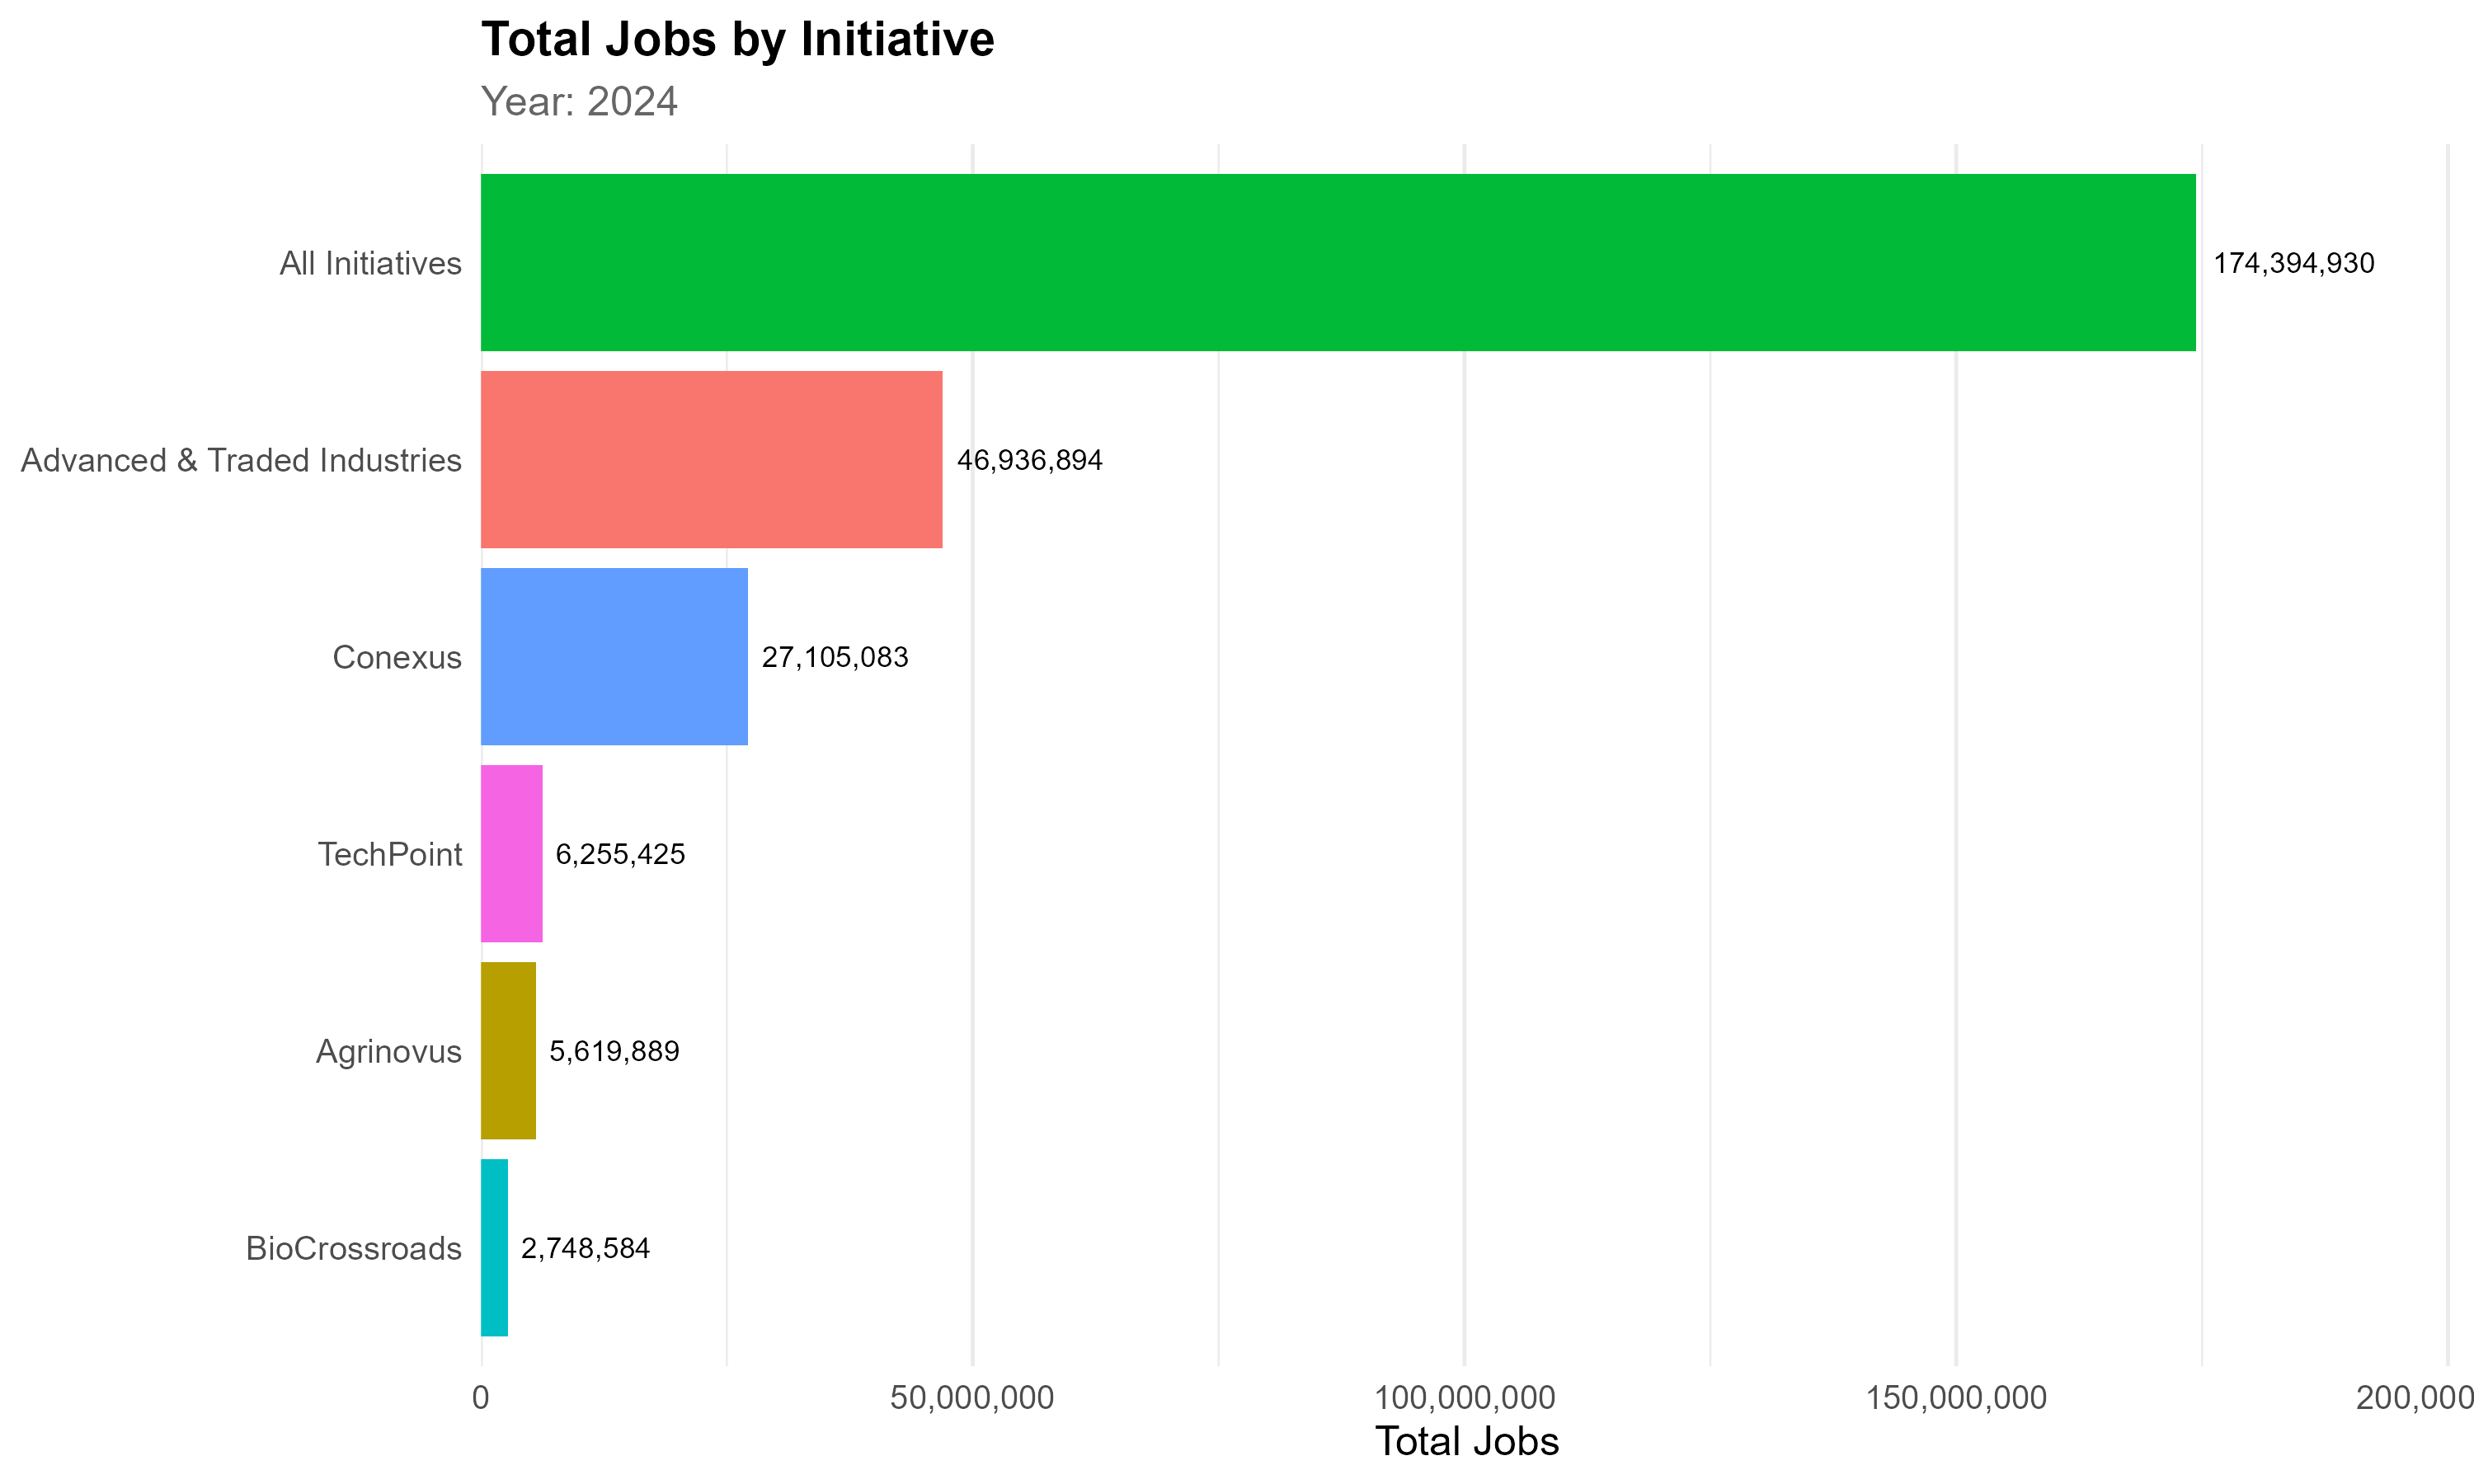 Total Jobs by Initiative
Year: 2024
All Initiatives
174,394,930
Advanced & Traded Industries
46,936,894
Conexus
27,105,083
TechPoint
6,255,425
Agrinovus
5,619,889
BioCrossroads
2,748,584
0
50,000,000
100,000,000
150,000,000
200,000
Total Jobs